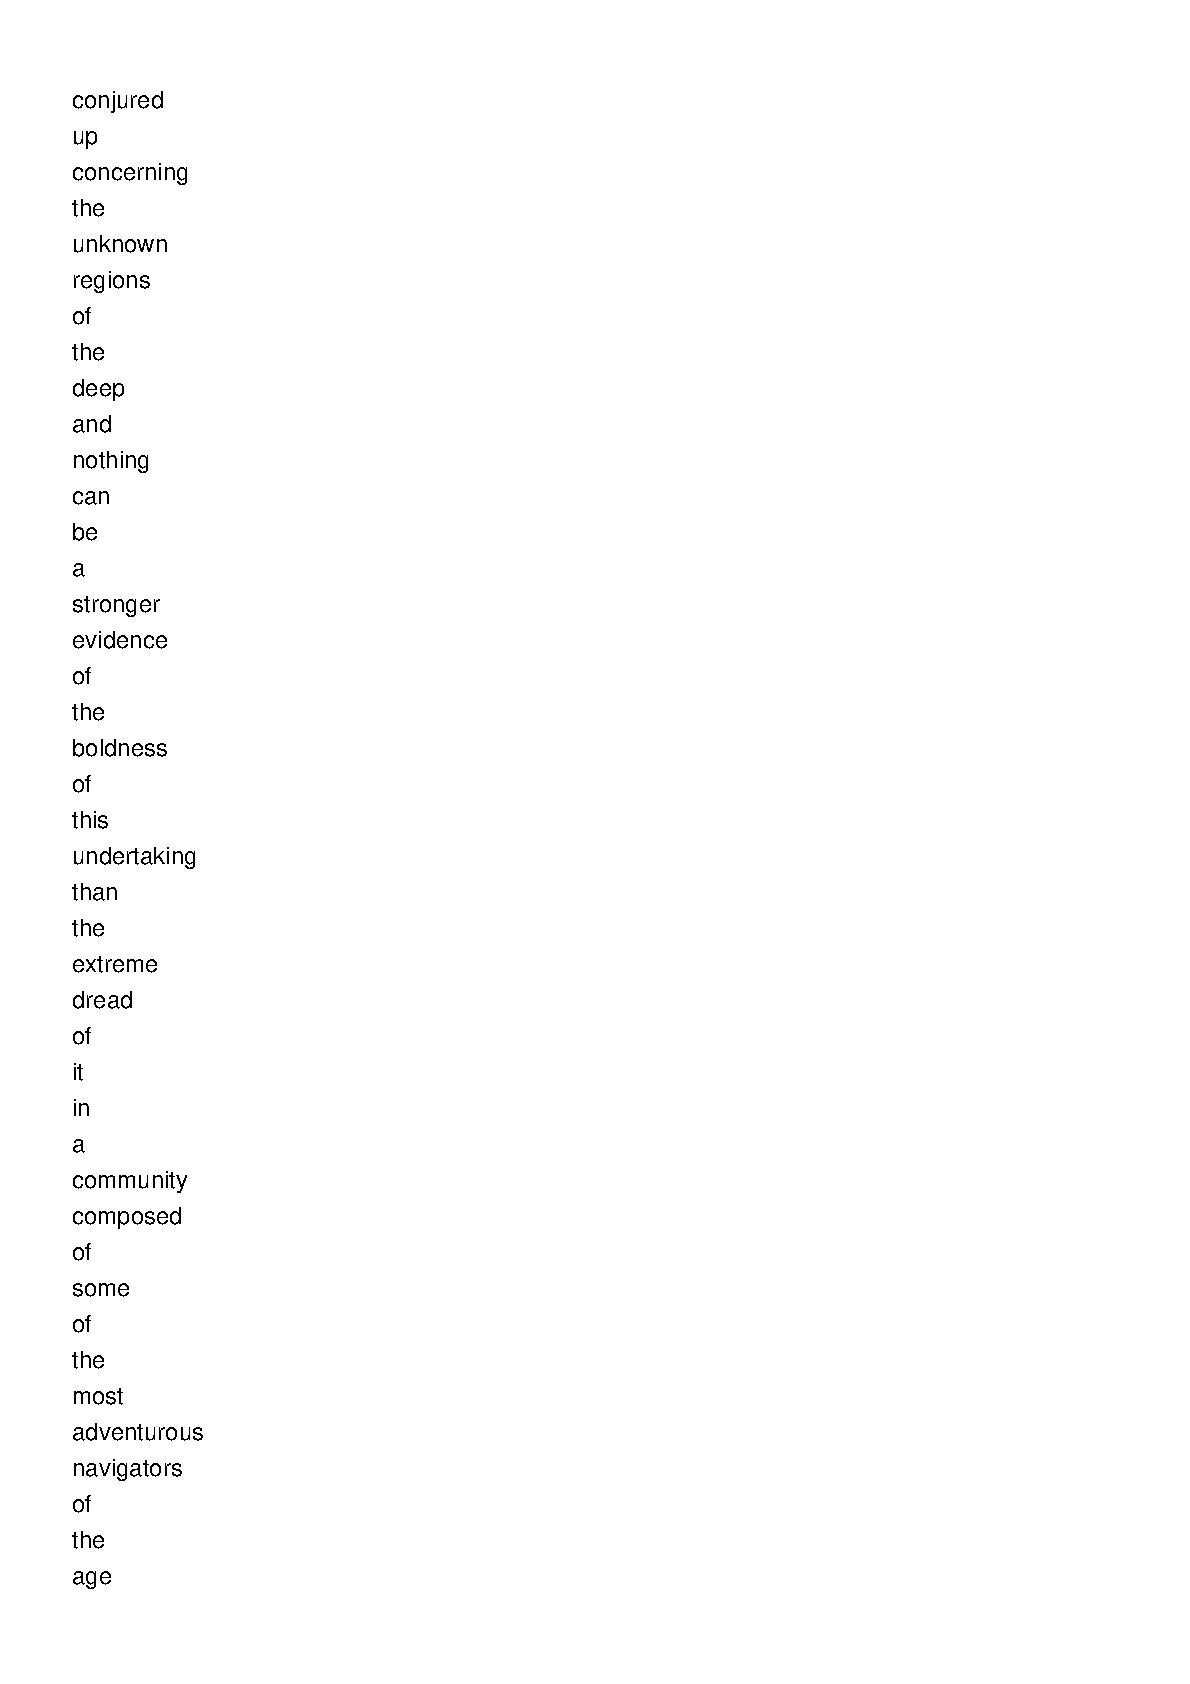 conjured
up
concerning
the
unknown
regions
of
the
deep
and
nothing
can
be
a
stronger
evidence
of
the
boldness
of
this
undertaking
than
the
extreme
dread
of
it
in
a
community
composed
of
some
of
the
most
adventurous
navigators
of
the
age